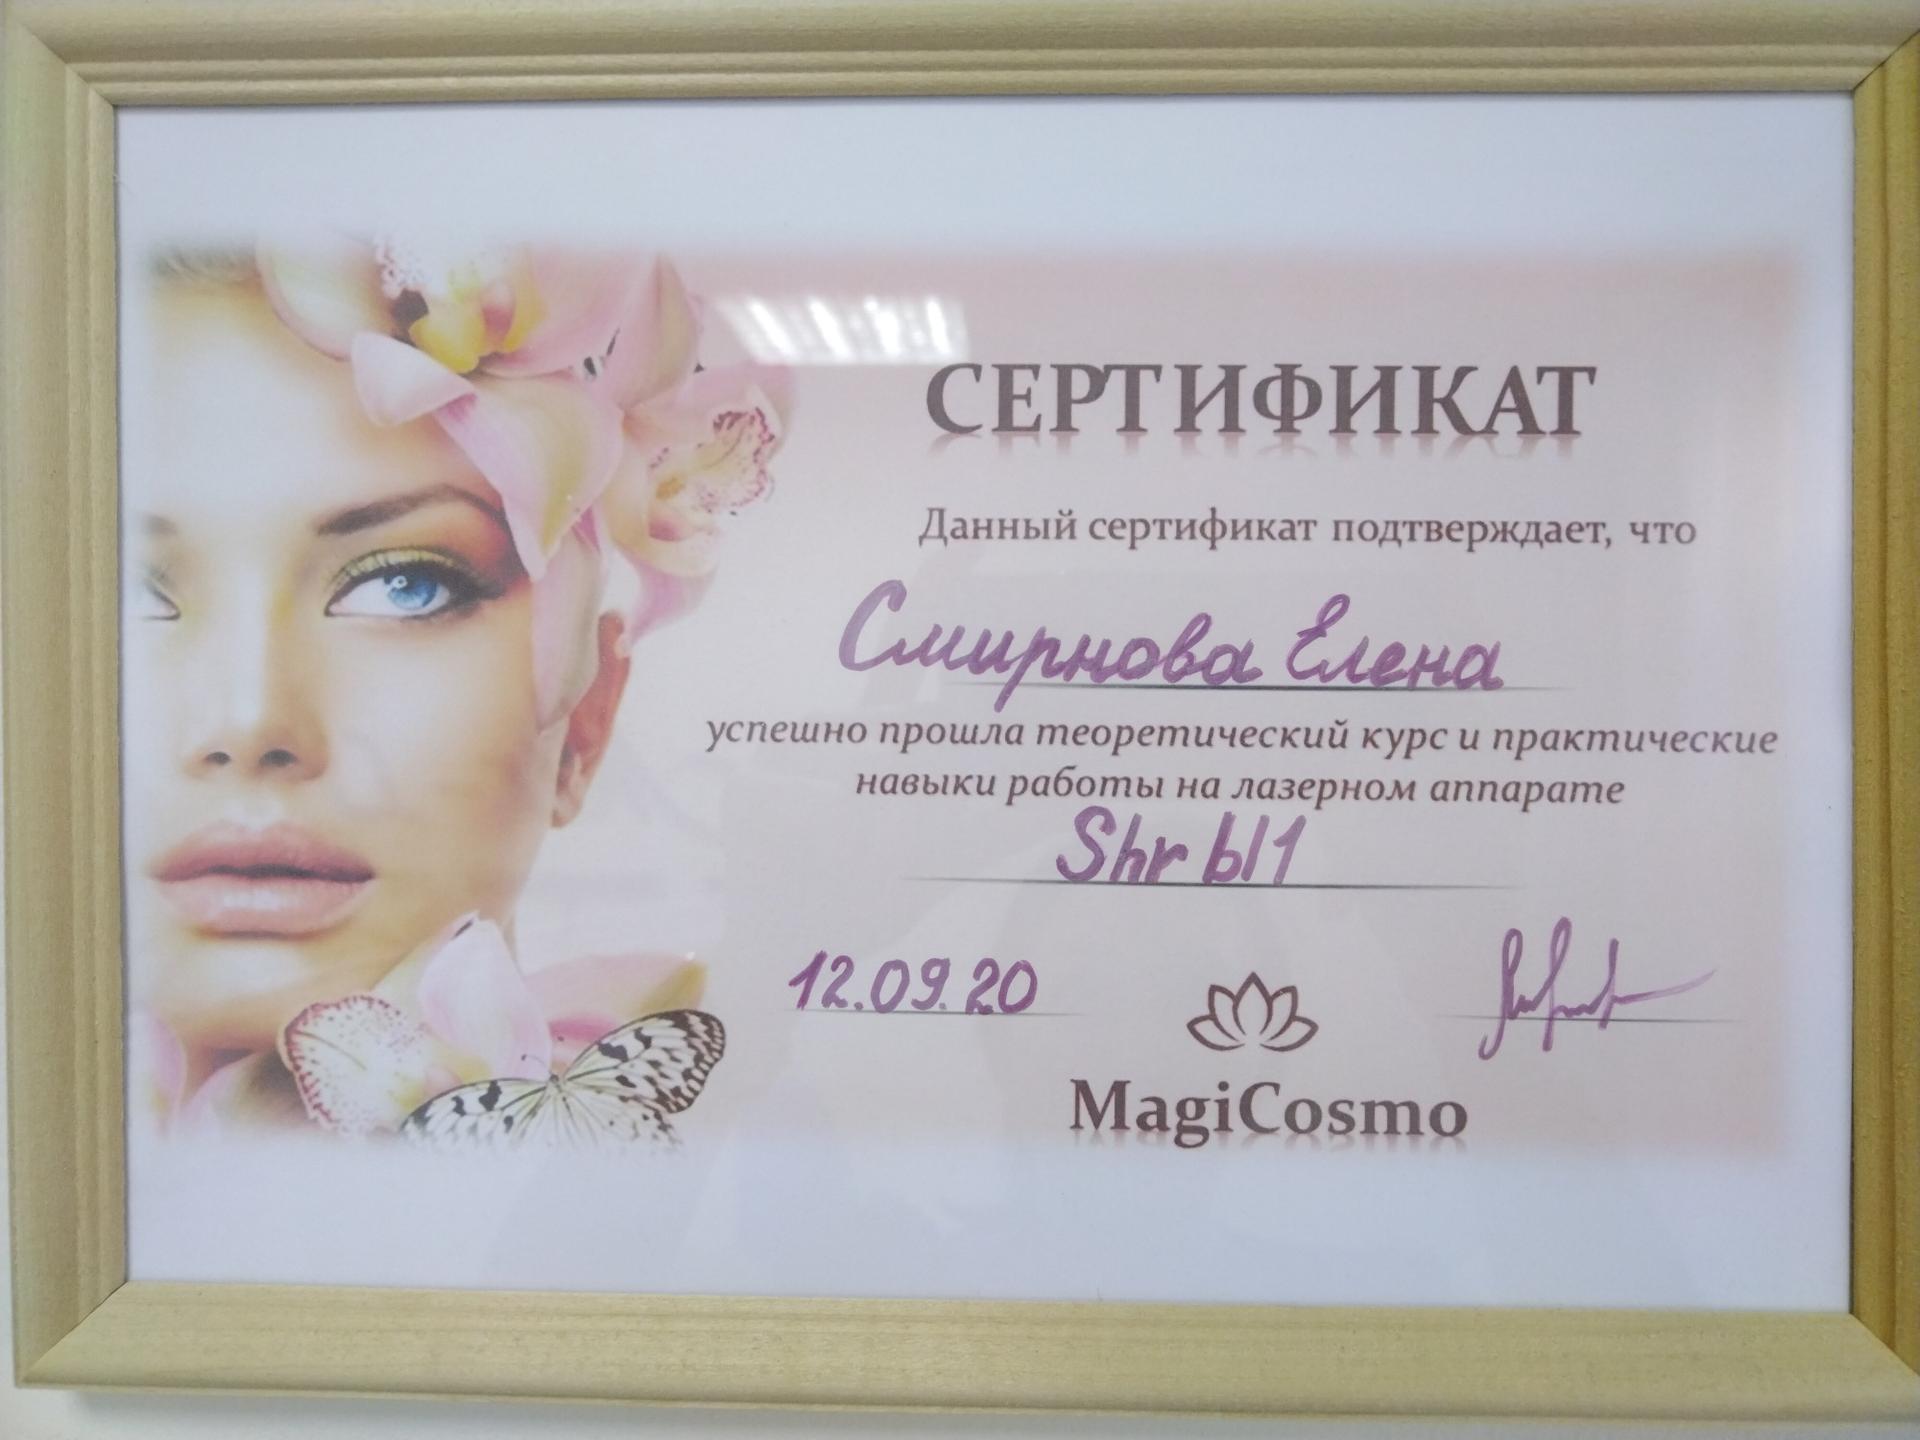 СЕРТИФИКАТ
Данный сертификат подтверждает, что
Смирнова Елена
успешно прошла теоретический курс и практические
навыки работы на лазерном аппарате
Shr bl1
12.09.20
MagiCosmo